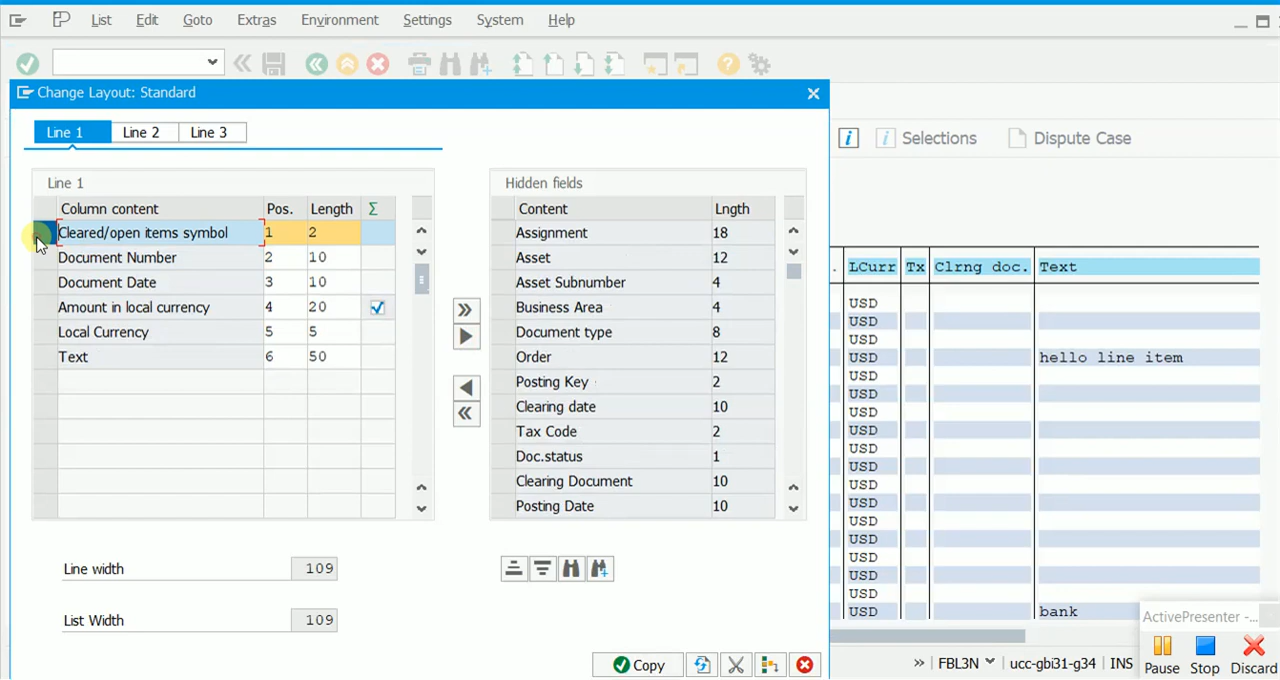 List Edit Goto Extras Environment Settings System Help
Change Layout: Standard
Line 1 Line 2 Line 3
Selections Dispute Case
Line 1
Column content Pos. Length Σ
Cleared/open items symbol 1 2
Document Number 2 10
Document Date 3 10
Amount in local currency 4 20
Local Currency 5 5
Text 6 50
Line width 109
List Width 109
Hidden fields
Content Lngth
Assignment 18
Asset 12
Asset Subnumber 4
Business Area 4
Document type 8
Order 12
Posting Key 2
Clearing date 10
Tax Code 2
Doc.status 1
Clearing Document 10
Posting Date 10
Copy
. LCurr Tx Clrng doc. Text
USD
USD
USD
USD hello line item
USD
USD
USD
USD
USD
USD
USD
USD
USD
USD
USD
USD
USD
USD bank
ActivePresenter -...
Pause Stop Discard
» FBL3N ucc-gbi31-g34 INS